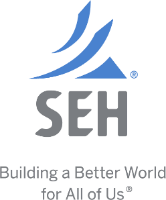 ®
SEH
Building a Better World
for All of Us®